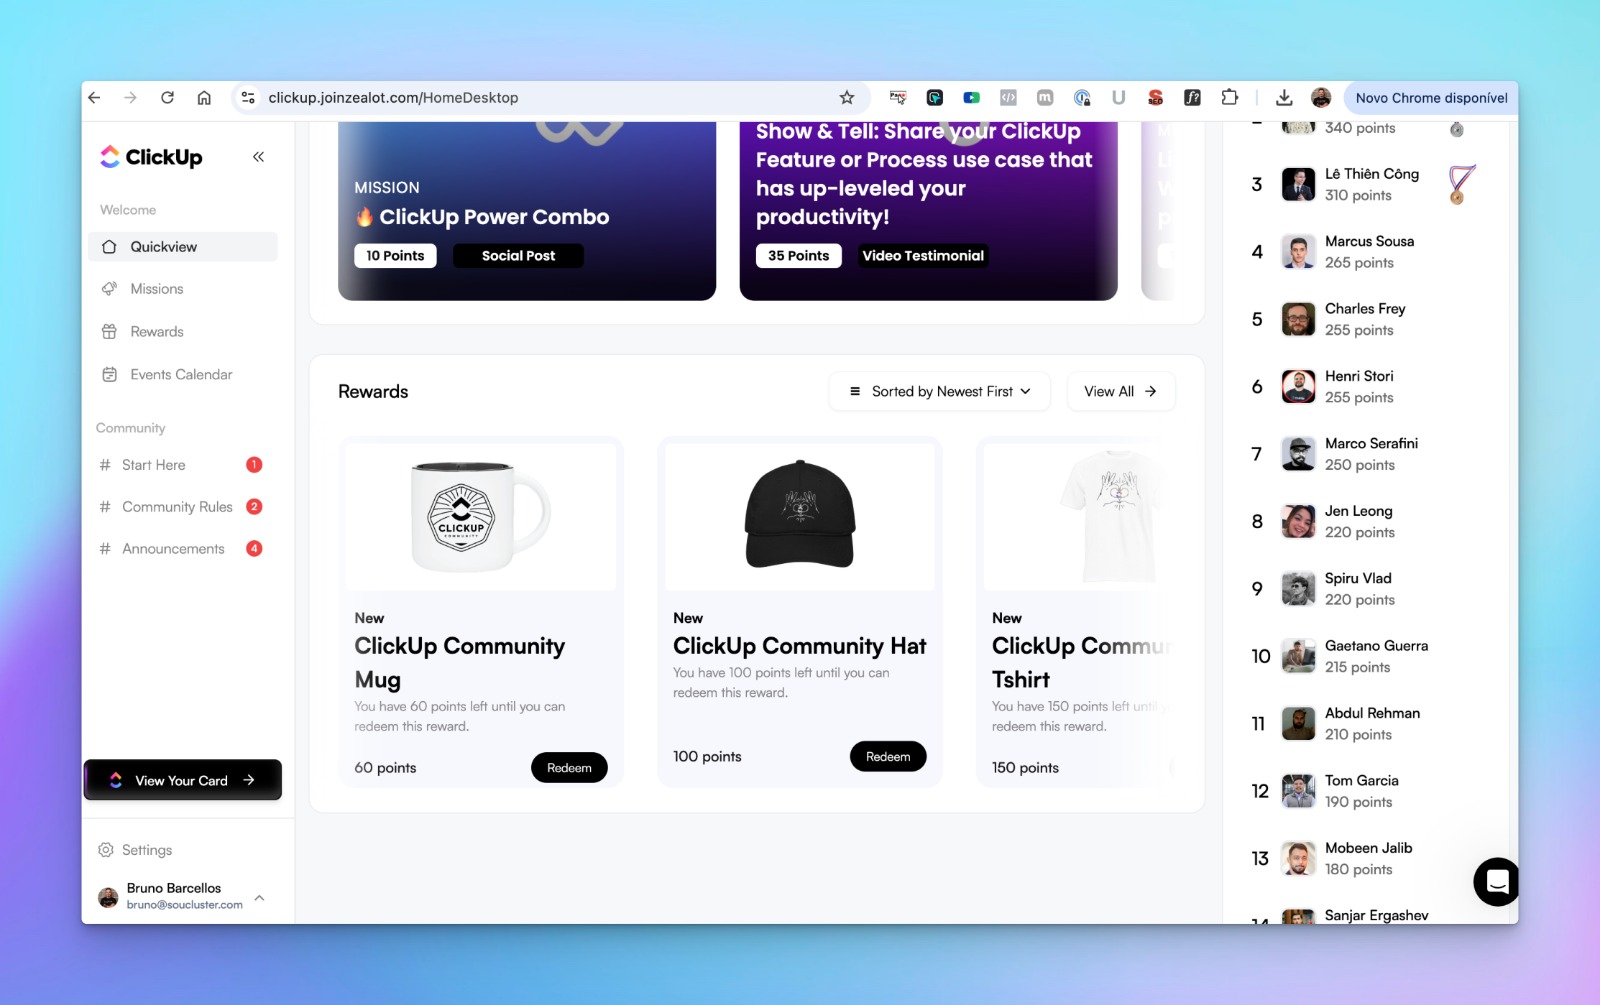 clickup.joinzealot.com/HomeDesktop
Novo Chrome disponível
ClickUp
Welcome
Quickview
Missions
Rewards
Events Calendar
Community
# Start Here 1
# Community Rules 2
# Announcements 4
View Your Card
Settings
Bruno Barcellos
bruno@soucluster.com
MISSION
🔥 ClickUp Power Combo
10 Points
Social Post
Show & Tell: Share your ClickUp
Feature or Process use case that
has up-leveled your
productivity!
35 Points
Video Testimonial
Rewards
Sorted by Newest First
View All
CLICKUP
COMMUNITY
New
ClickUp Community
Mug
You have 60 points left until you can
redeem this reward.
60 points
Redeem
New
ClickUp Community Hat
You have 100 points left until you can
redeem this reward.
100 points
Redeem
New
ClickUp Commun
Tshirt
You have 150 points left until y
redeem this reward.
150 points
340 points
3
Lê Thiên Công
310 points
4
Marcus Sousa
265 points
5
Charles Frey
255 points
6
Henri Stori
255 points
7
Marco Serafini
250 points
8
Jen Leong
220 points
9
Spiru Vlad
220 points
10
Gaetano Guerra
215 points
11
Abdul Rehman
210 points
12
Tom Garcia
190 points
13
Mobeen Jalib
180 points
14
Sanjar Ergashev